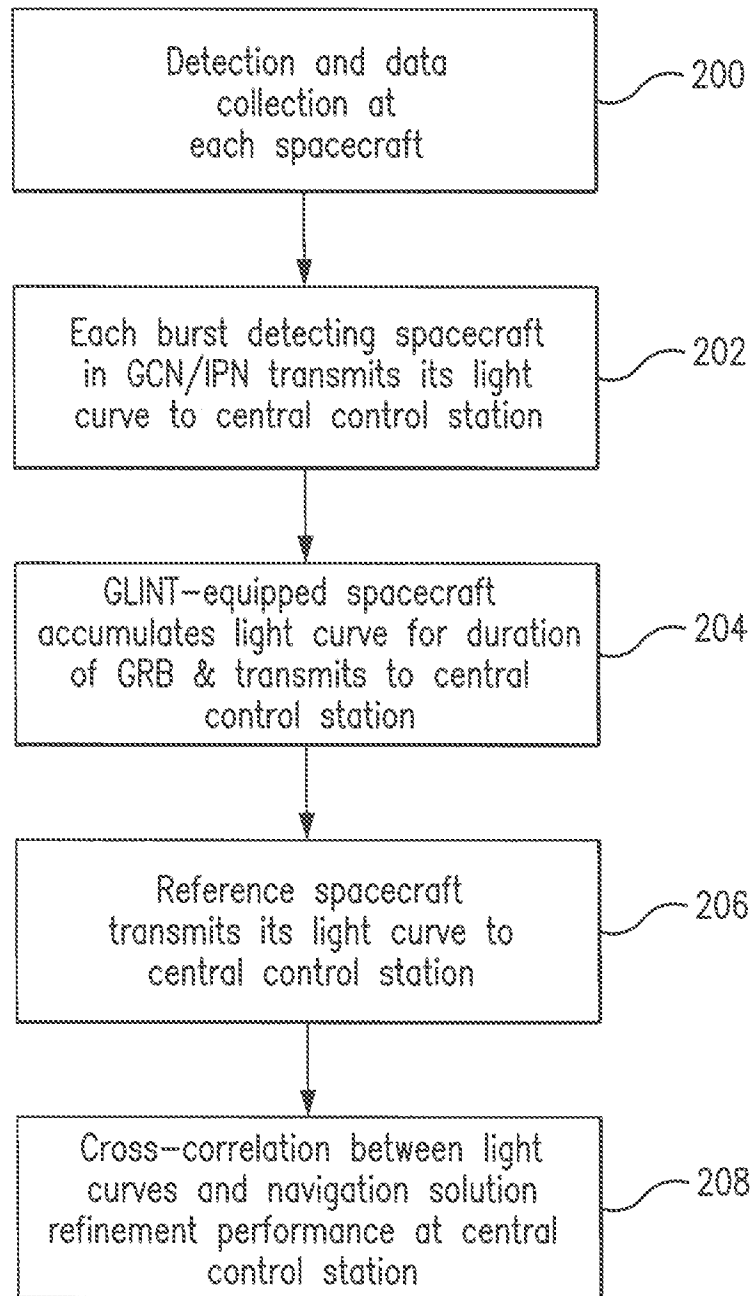 Detection and data
collection at
each spacecraft
200
Each burst detecting spacecraft
in GCN/IPN transmits its light
curve to central control station
202
GLINT-equipped spacecraft
accumulates light curve for duration
of GRB & transmits to central
control station
204
Reference spacecraft
transmits its light curve to
central control station
206
Cross-correlation between light
curves and navigation solution
refinement performance at central
control station
208